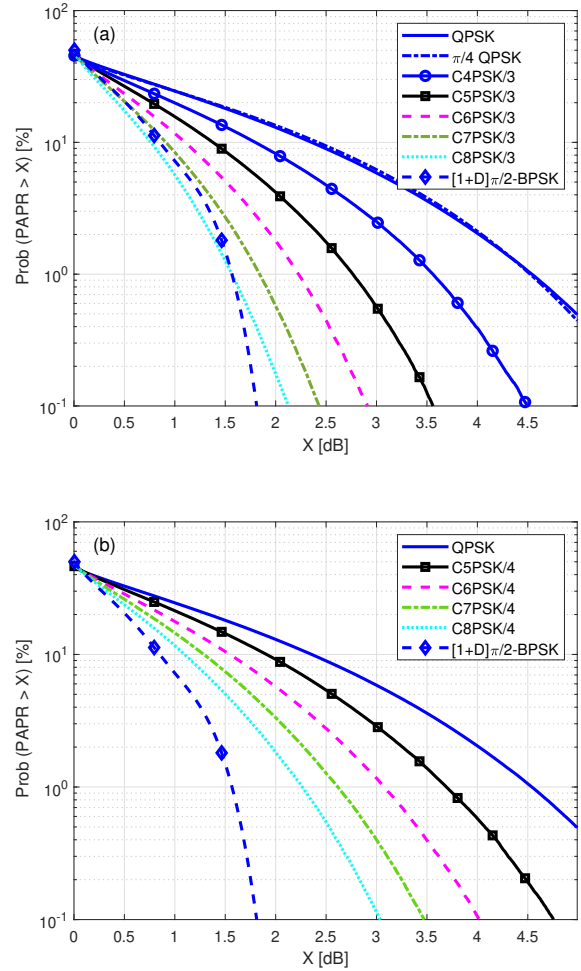 (a)
QPSK
π/4 QPSK
C4PSK/3
C5PSK/3
C6PSK/3
C7PSK/3
C8PSK/3
[1+D]π/2-BPSK
Prob (PAPR > X) [%]
10^2
10^1
10^0
10^-1
0 0.5 1 1.5 2 2.5 3 3.5 4 4.5
X [dB]
(b)
QPSK
C5PSK/4
C6PSK/4
C7PSK/4
C8PSK/4
[1+D]π/2-BPSK
Prob (PAPR > X) [%]
10^2
10^1
10^0
10^-1
0 0.5 1 1.5 2 2.5 3 3.5 4 4.5
X [dB]